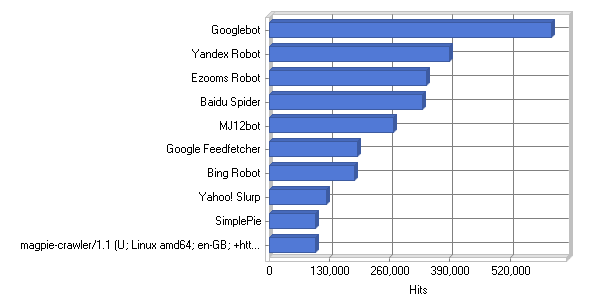 Googlebot
Yandex Robot
Ezooms Robot
Baidu Spider
MJ12bot
Google Feedfetcher
Bing Robot
Yahoo! Slurp
SimplePie
magpie-crawler/1.1 (U; Linux amd64; en-GB; +htt...
0 130,000 260,000 390,000 520,000
Hits